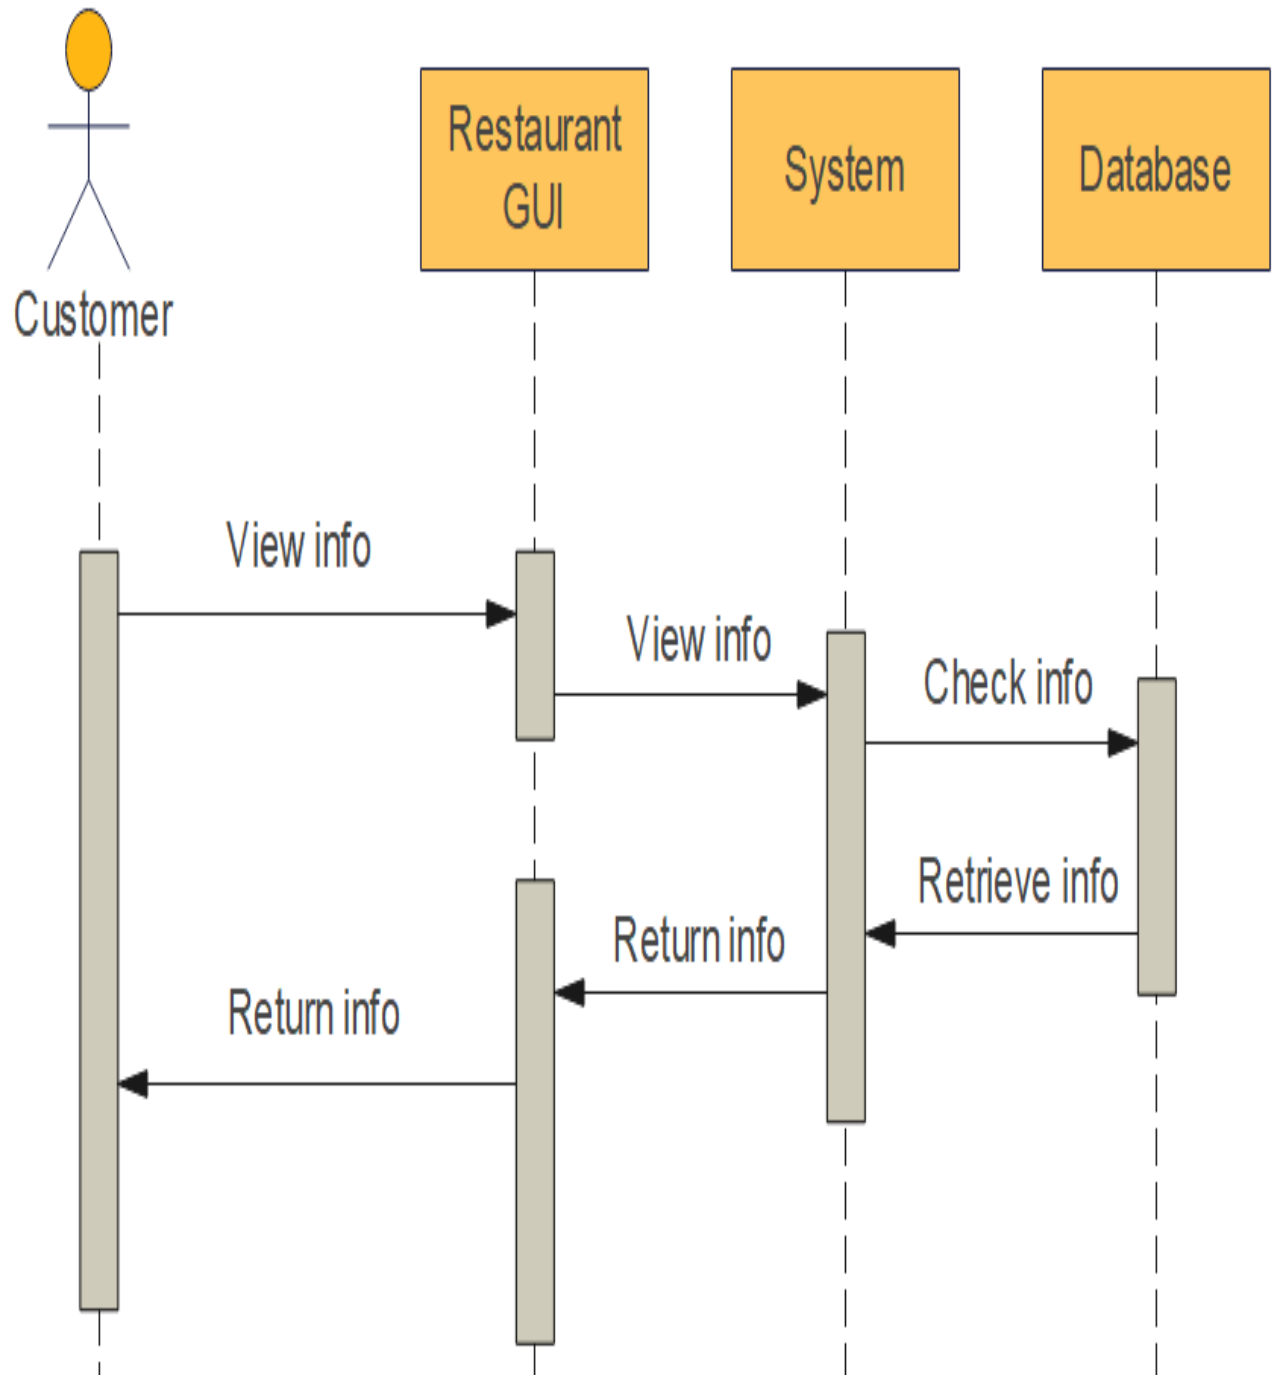 Restaurant
GUI
System
Database
Customer
View info
View info
Check info
Retrieve info
Return info
Return info